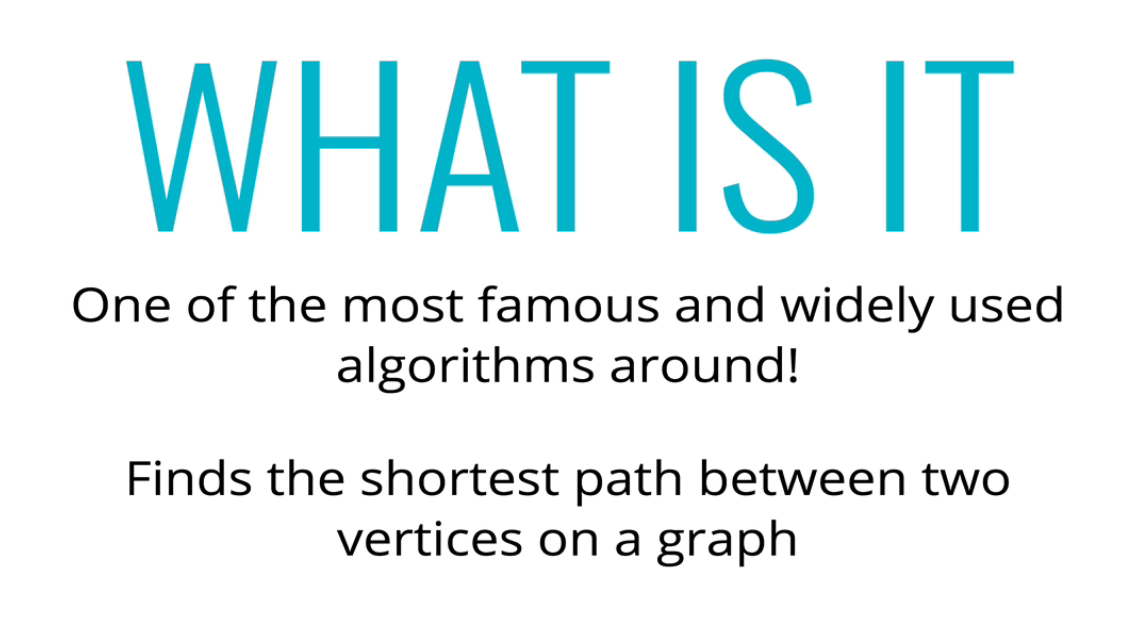 WHAT IS IT
One of the most famous and widely used
algorithms around!
Finds the shortest path between two
vertices on a graph